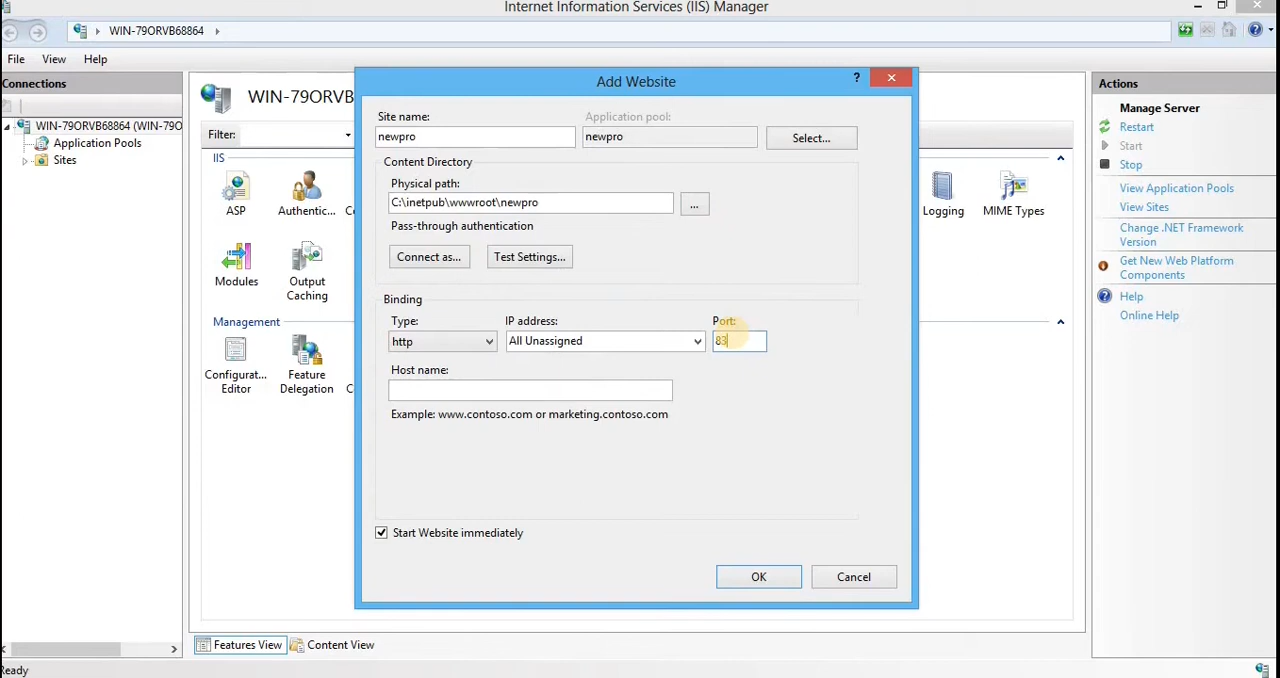 Internet Information Services (IIS) Manager
WIN-79ORVB68864
File View Help
Connections
WIN-79ORVB68864 (WIN-79O
Application Pools
Sites
WIN-79ORVB
Filter:
IIS
ASP
Authentic...
Modules
Output
Caching
Management
Configurat...
Editor
Feature
Delegation
Logging
MIME Types
Add Website
?
Site name:
Application pool:
newpro
newpro
Select...
Content Directory
Physical path:
C:\inetpub\wwwroot\newpro
...
Pass-through authentication
Connect as...
Test Settings...
Binding
Type:
IP address:
Port:
http
All Unassigned
83
Host name:
Example: www.contoso.com or marketing.contoso.com
Start Website immediately
OK
Cancel
Features View
Content View
Ready
Actions
Manage Server
Restart
Start
Stop
View Application Pools
View Sites
Change .NET Framework
Version
Get New Web Platform
Components
Help
Online Help